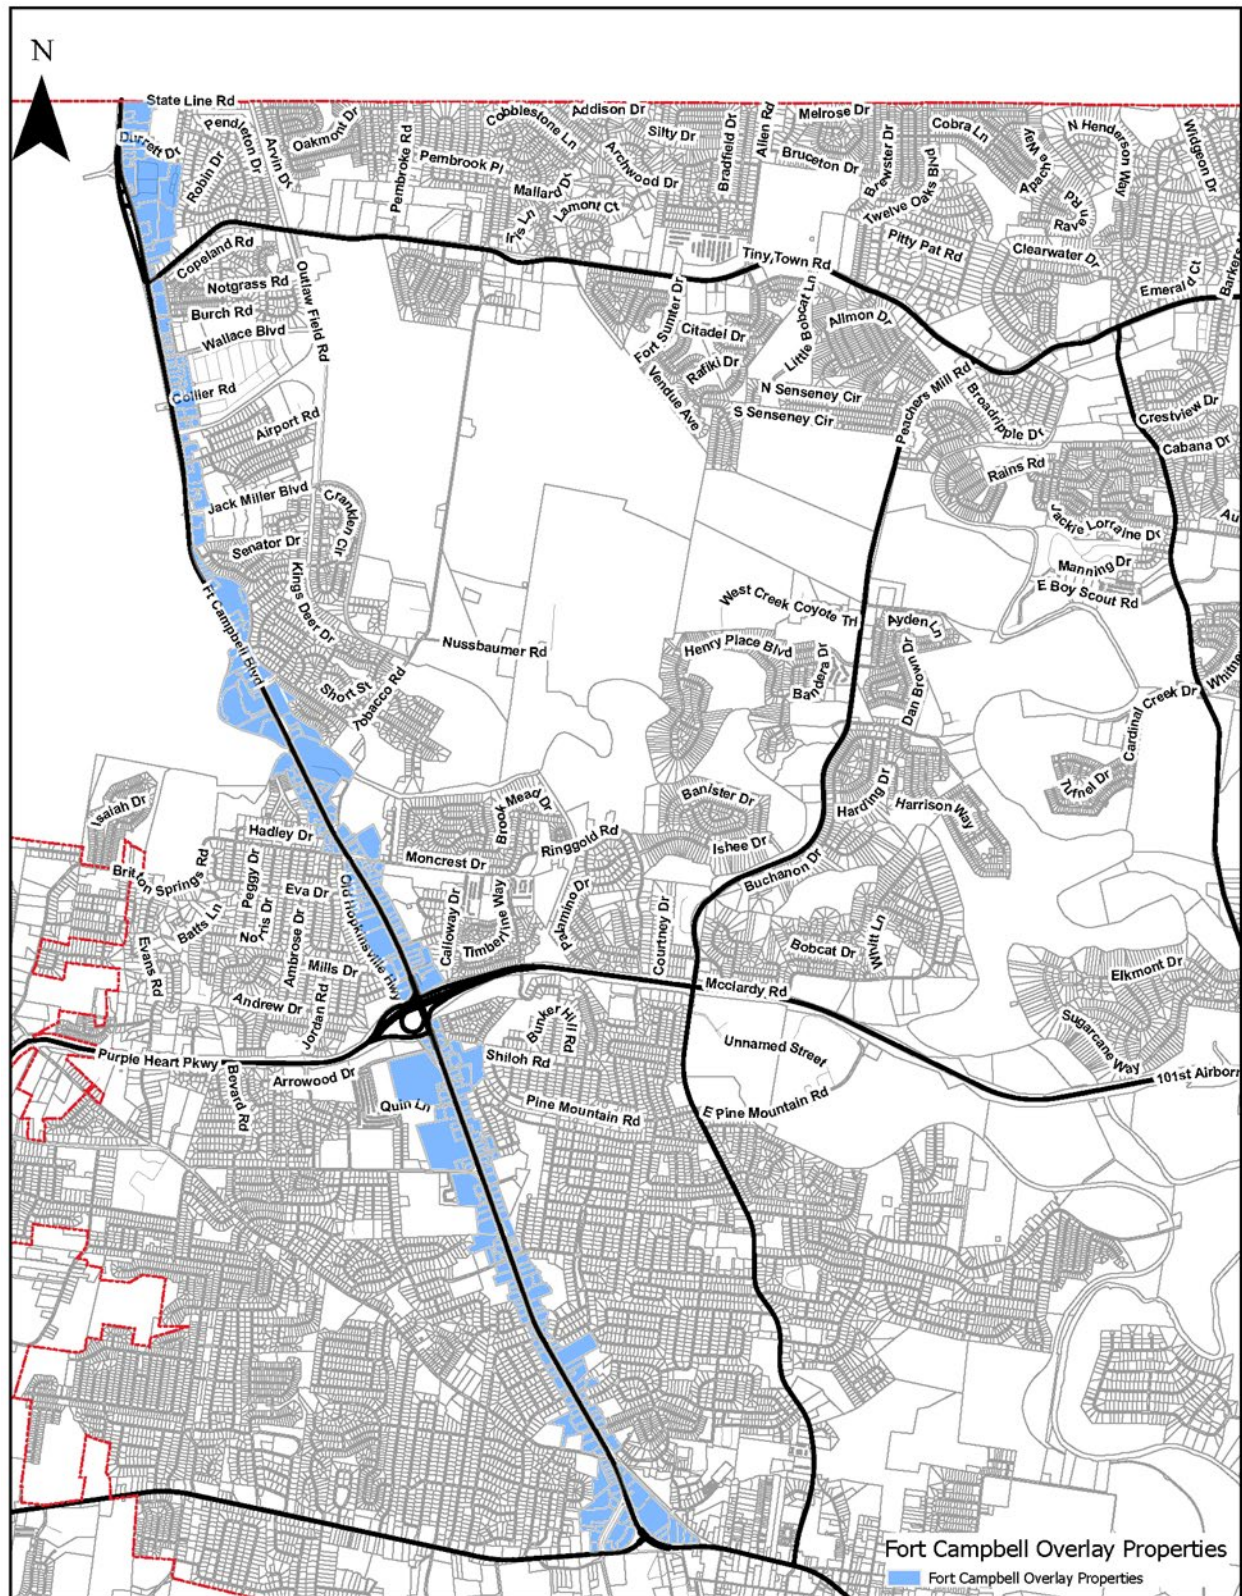 N
State Line Rd
Durrett Dr
Pendleton Dr
Robin Dr
Arvin Dr
Oakmont Dr
Pembroke Rd
Cobblestone Ln
Addison Dr
Silty Dr
Bradfield Dr
Allen Rd
Melrose Dr
Bruceton Dr
Brewster Dr
Cobra Ln
Apache Way
N Henderson Way
Widgeon Dr
Pembrook Pl
Archwood Dr
Mallard Dr
Iris Ln
Lamont Ct
Twelve Oaks Blvd
Raven Rd
Pitty Pat Rd
Clearwater Dr
Copeland Rd
Tiny Town Rd
Emerald Ct
Barkers
Notgrass Rd
Outlaw Field Rd
Burch Rd
Wallace Blvd
Fort Sumter Dr
Citadel Dr
Little Bobcat Ln
Allmon Dr
Rafiki Dr
Vendue Ave
Collier Rd
N Senseney Cir
S Senseney Cir
Peachers Mill Rd
Broadripple Dr
Crestview Dr
Cabana Dr
Airport Rd
Rains Rd
Jack Miller Blvd
Cranklen Cir
Jackie Lorraine Dr
Au
Senator Dr
Kings Deer Dr
Manning Dr
E Boy Scout Rd
Ft Campbell Blvd
West Creek Coyote Trl
Ayden Ln
Nussbaumer Rd
Henry Place Blvd
Bandera Dr
Dan Brown Dr
Whitne
Short St
Tobacco Rd
Cardinal Creek Dr
Tuffnel Dr
Isaiah Dr
Brook Mead Dr
Banister Dr
Harding Dr
Harrison Way
Hadley Dr
Ringgold Rd
Ishee Dr
Moncrest Dr
Buchanon Dr
Britton Springs Rd
Peggy Dr
Eva Dr
Old Hopkinsville Hwy
Calloway Dr
Timberline Way
Palamino Dr
Courtney Dr
Batts Ln
Norris Dr
Ambrose Dr
Bobcat Dr
Whitt Ln
Evans Rd
Mills Dr
Elkmont Dr
Andrew Dr
Jordan Rd
Mcclardy Rd
Bunker Hill Rd
Sugarcane Way
Unnamed Street
Purple Heart Pkwy
Shiloh Rd
Bevard Rd
Arrowood Dr
101st Airborn
Quin Ln
Pine Mountain Rd
E Pine Mountain Rd
Fort Campbell Overlay Properties
Fort Campbell Overlay Properties